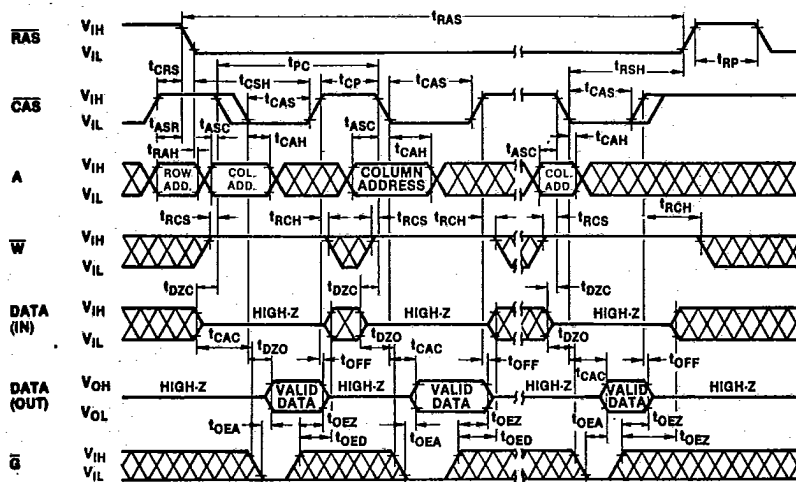 tRAS
RAS VIH
VIL
tCRS tCSH tPC tCP tCAS tRSH tRP
CAS VIH
VIL
tCAS tCAS
tASR tASC tCAH tASC tCAH tASC tCAH
tRAH
A VIH
VIL
ROW ADD. COL. ADD. COLUMN ADDRESS COL. ADD.
tRCS tRCH tRCS tRCH tRCS tRCH
W VIH
VIL
tDZC tDZC tDZC
DATA (IN) VIH
VIL
HIGH-Z HIGH-Z HIGH-Z
tCAC tDZO tOFF tDZO tCAC tOFF tDZO tCAC tOFF
DATA (OUT) VOH
VOL
HIGH-Z VALID DATA HIGH-Z VALID DATA HIGH-Z VALID DATA HIGH-Z
tOEA tOEZ tOED tOEA tOEZ tOED tOEA tOEZ tOEZ
G VIH
VIL